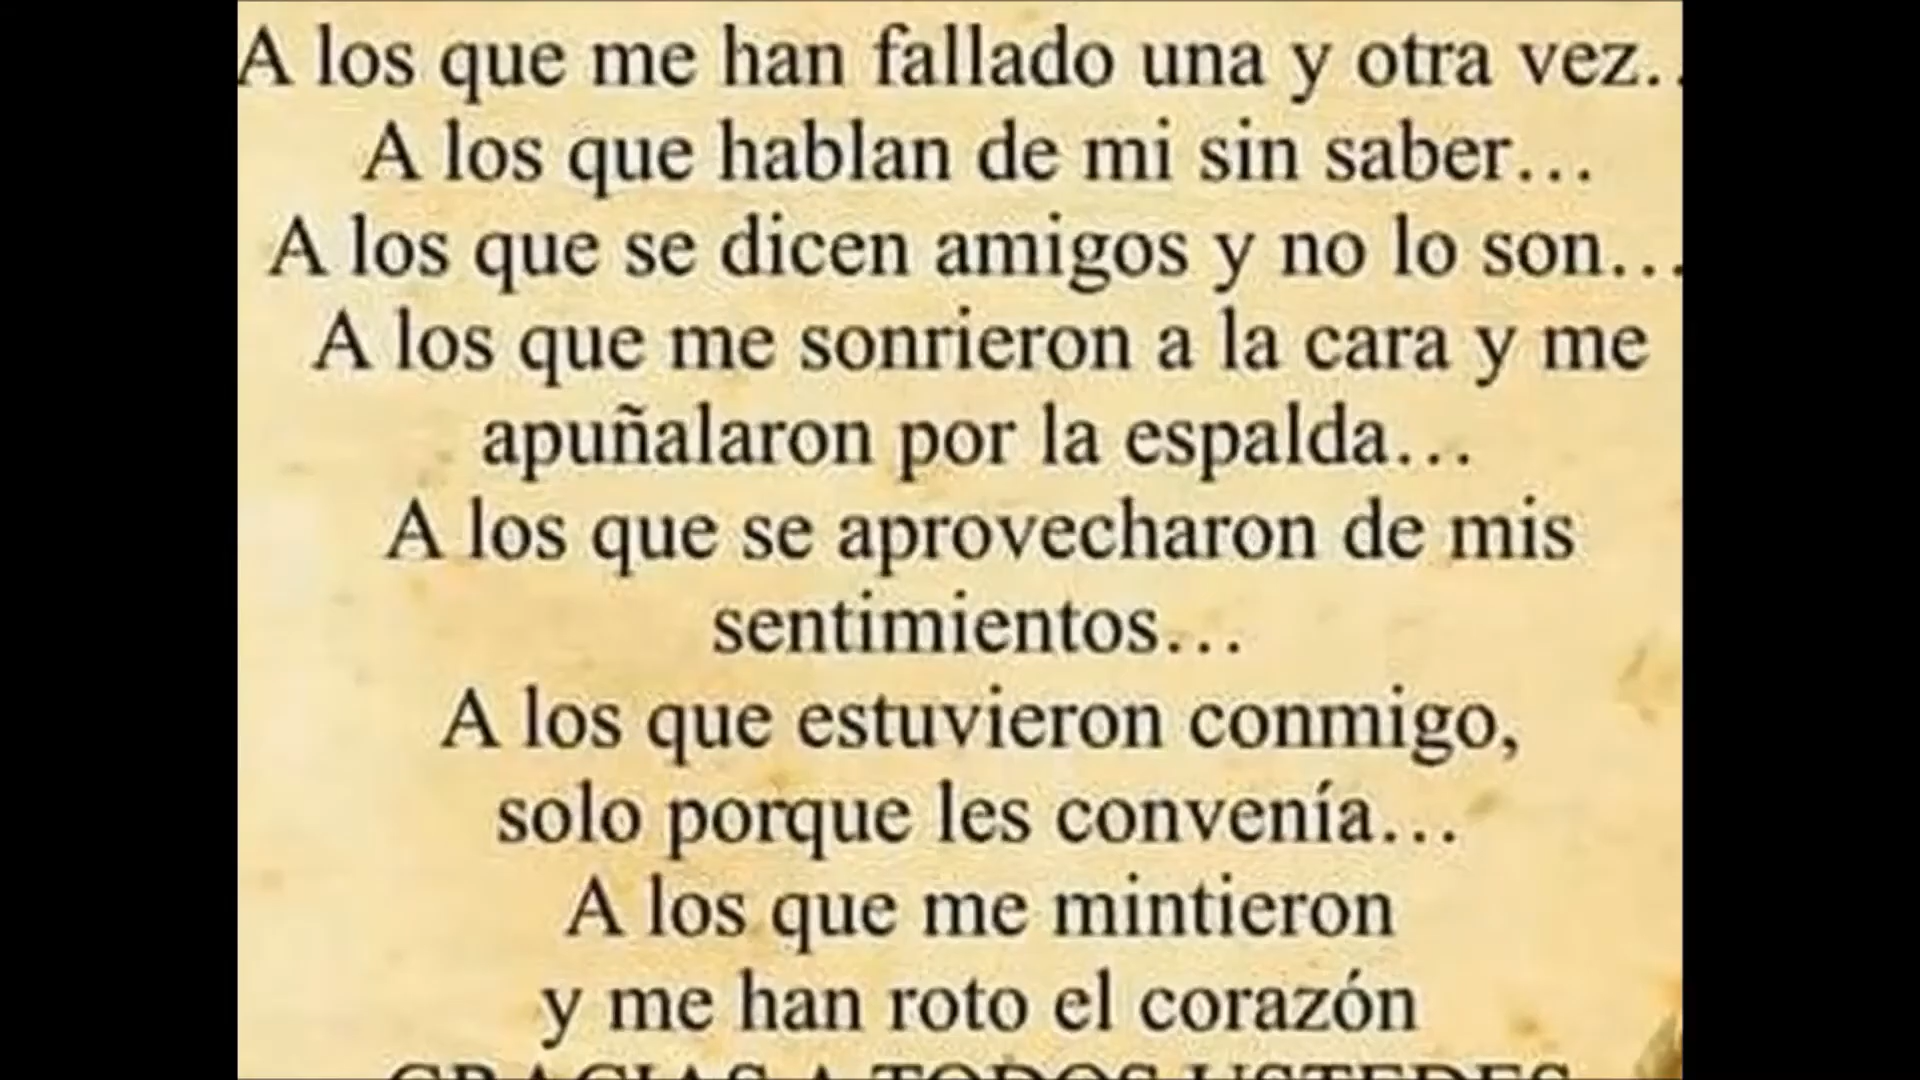 A los que me han fallado una y otra vez..
A los que hablan de mi sin saber...
A los que se dicen amigos y no lo son...
A los que me sonrieron a la cara y me
apuñalaron por la espalda...
A los que se aprovecharon de mis
sentimientos...
A los que estuvieron conmigo,
solo porque les convenía...
A los que me mintieron
y me han roto el corazón
GRACIAS A TODOS USTEDES